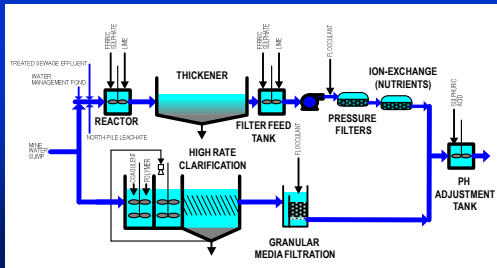 FERRIC
SULPHATE
LIME
FERRIC
SULPHATE
LIME
FLOCCULANT
TREATED SEWAGE EFFLUENT
WATER
MANAGEMENT POND
THICKENER
ION-EXCHANGE
(NUTRIENTS)
SULPHURIC
ACID
REACTOR
NORTH PILE LEACHATE
FILTER FEED
TANK
PRESSURE
FILTERS
MINE
WATER
SUMP
HIGH RATE
CLARIFICATION
COAGULENT
POLYMER
FLOCCULANT
PH
ADJUSTMENT
TANK
GRANULAR
MEDIA FILTRATION